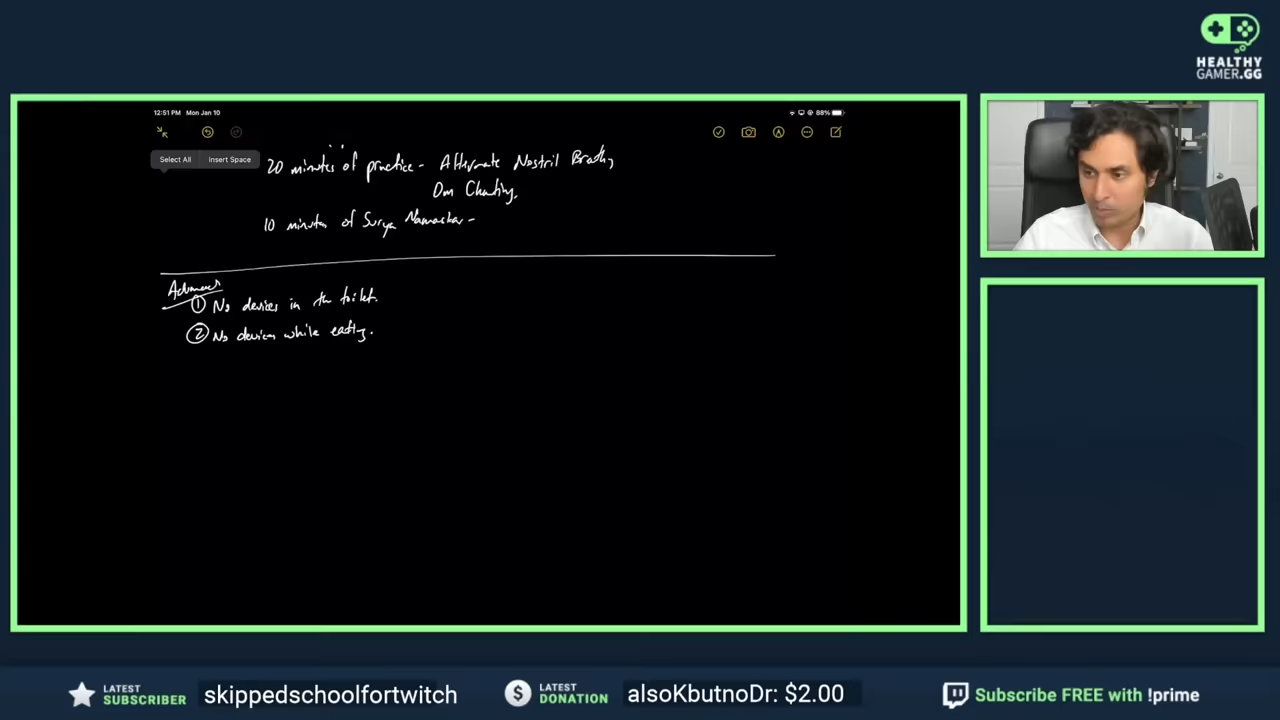 HEALTHY
GAMER.GG
12:51 PM Mon Jan 10
88%
Select All Insert Space
20 minutes of practice - Alternate Nostril Breath,
Om Chanting.
10 minutes of Surya Namaskar -
Advanced
① No devices in the toilet.
② No devices while eating.
LATEST
SUBSCRIBER
skippedschoolfortwitch
$
LATEST
DONATION
alsoKbutnoDr: $2.00
Subscribe FREE with !prime